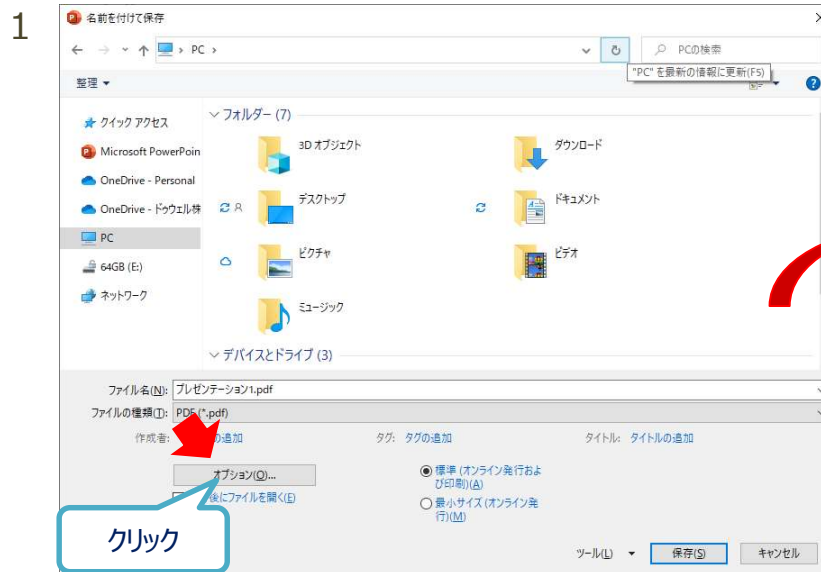 1
名前を付けて保存
PC
PCの検索
"PC" を最新の情報に更新(F5)
整理
クイック アクセス
Microsoft PowerPoin
OneDrive - Personal
OneDrive - ドゥエル株
PC
64GB (E:)
ネットワーク
フォルダー (7)
3D オブジェクト
ダウンロード
デスクトップ
ドキュメント
ピクチャ
ビデオ
ミュージック
デバイスとドライブ (3)
ファイル名(N): プレゼンテーション1.pdf
ファイルの種類(T): PDF (*.pdf)
作成者: の追加
タグ: タグの追加
タイトル: タイトルの追加
オプション(O)...
後にファイルを開く(E)
標準 (オンライン発行およ
び印刷)(A)
最小サイズ (オンライン発
行)(M)
クリック
ツール(L)
保存(S)
キャンセル